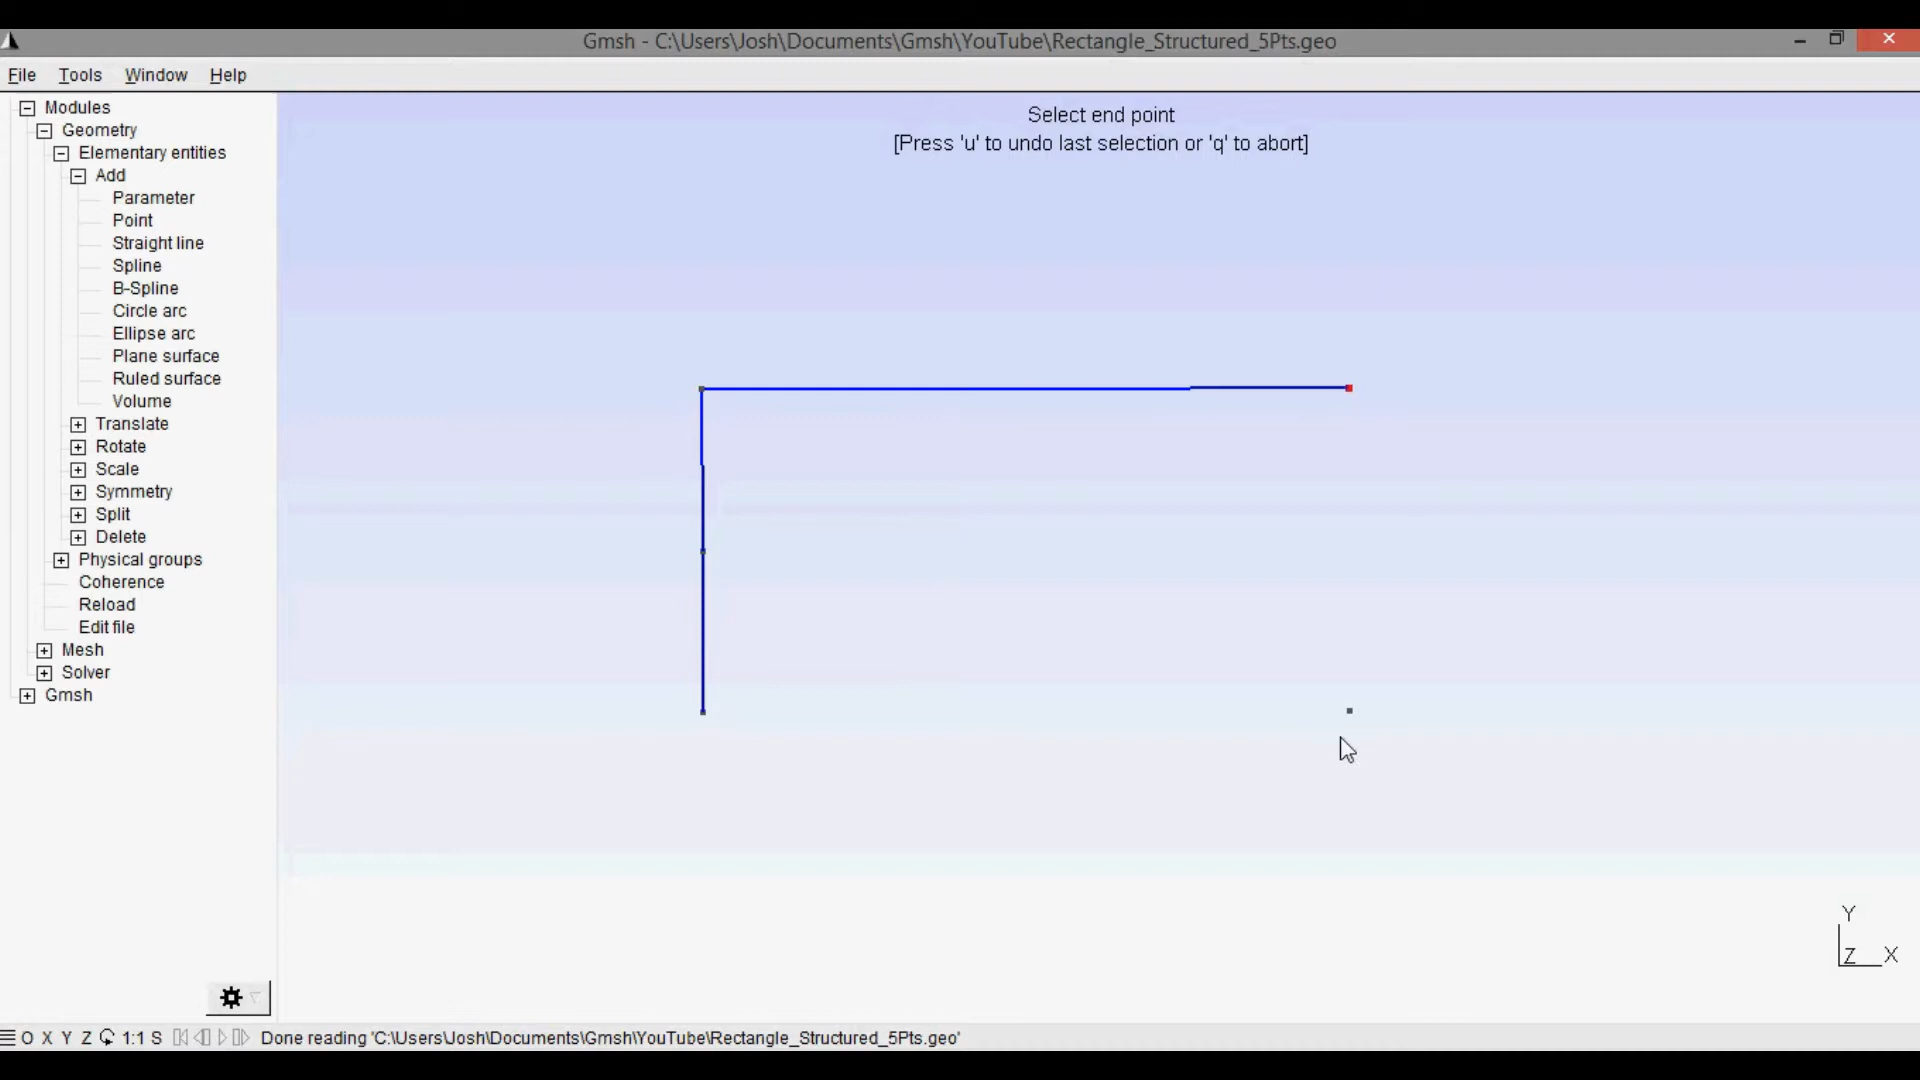 Gmsh - C:\Users\Josh\Documents\Gmsh\YouTube\Rectangle_Structured_5Pts.geo
File Tools Window Help
Modules
Geometry
Elementary entities
Add
Parameter
Point
Straight line
Spline
B-Spline
Circle arc
Ellipse arc
Plane surface
Ruled surface
Volume
Translate
Rotate
Scale
Symmetry
Split
Delete
Physical groups
Coherence
Reload
Edit file
Mesh
Solver
Gmsh
Select end point
[Press 'u' to undo last selection or 'q' to abort]
Y
Z X
O X Y Z 1:1 S Done reading 'C:\Users\Josh\Documents\Gmsh\YouTube\Rectangle_Structured_5Pts.geo'